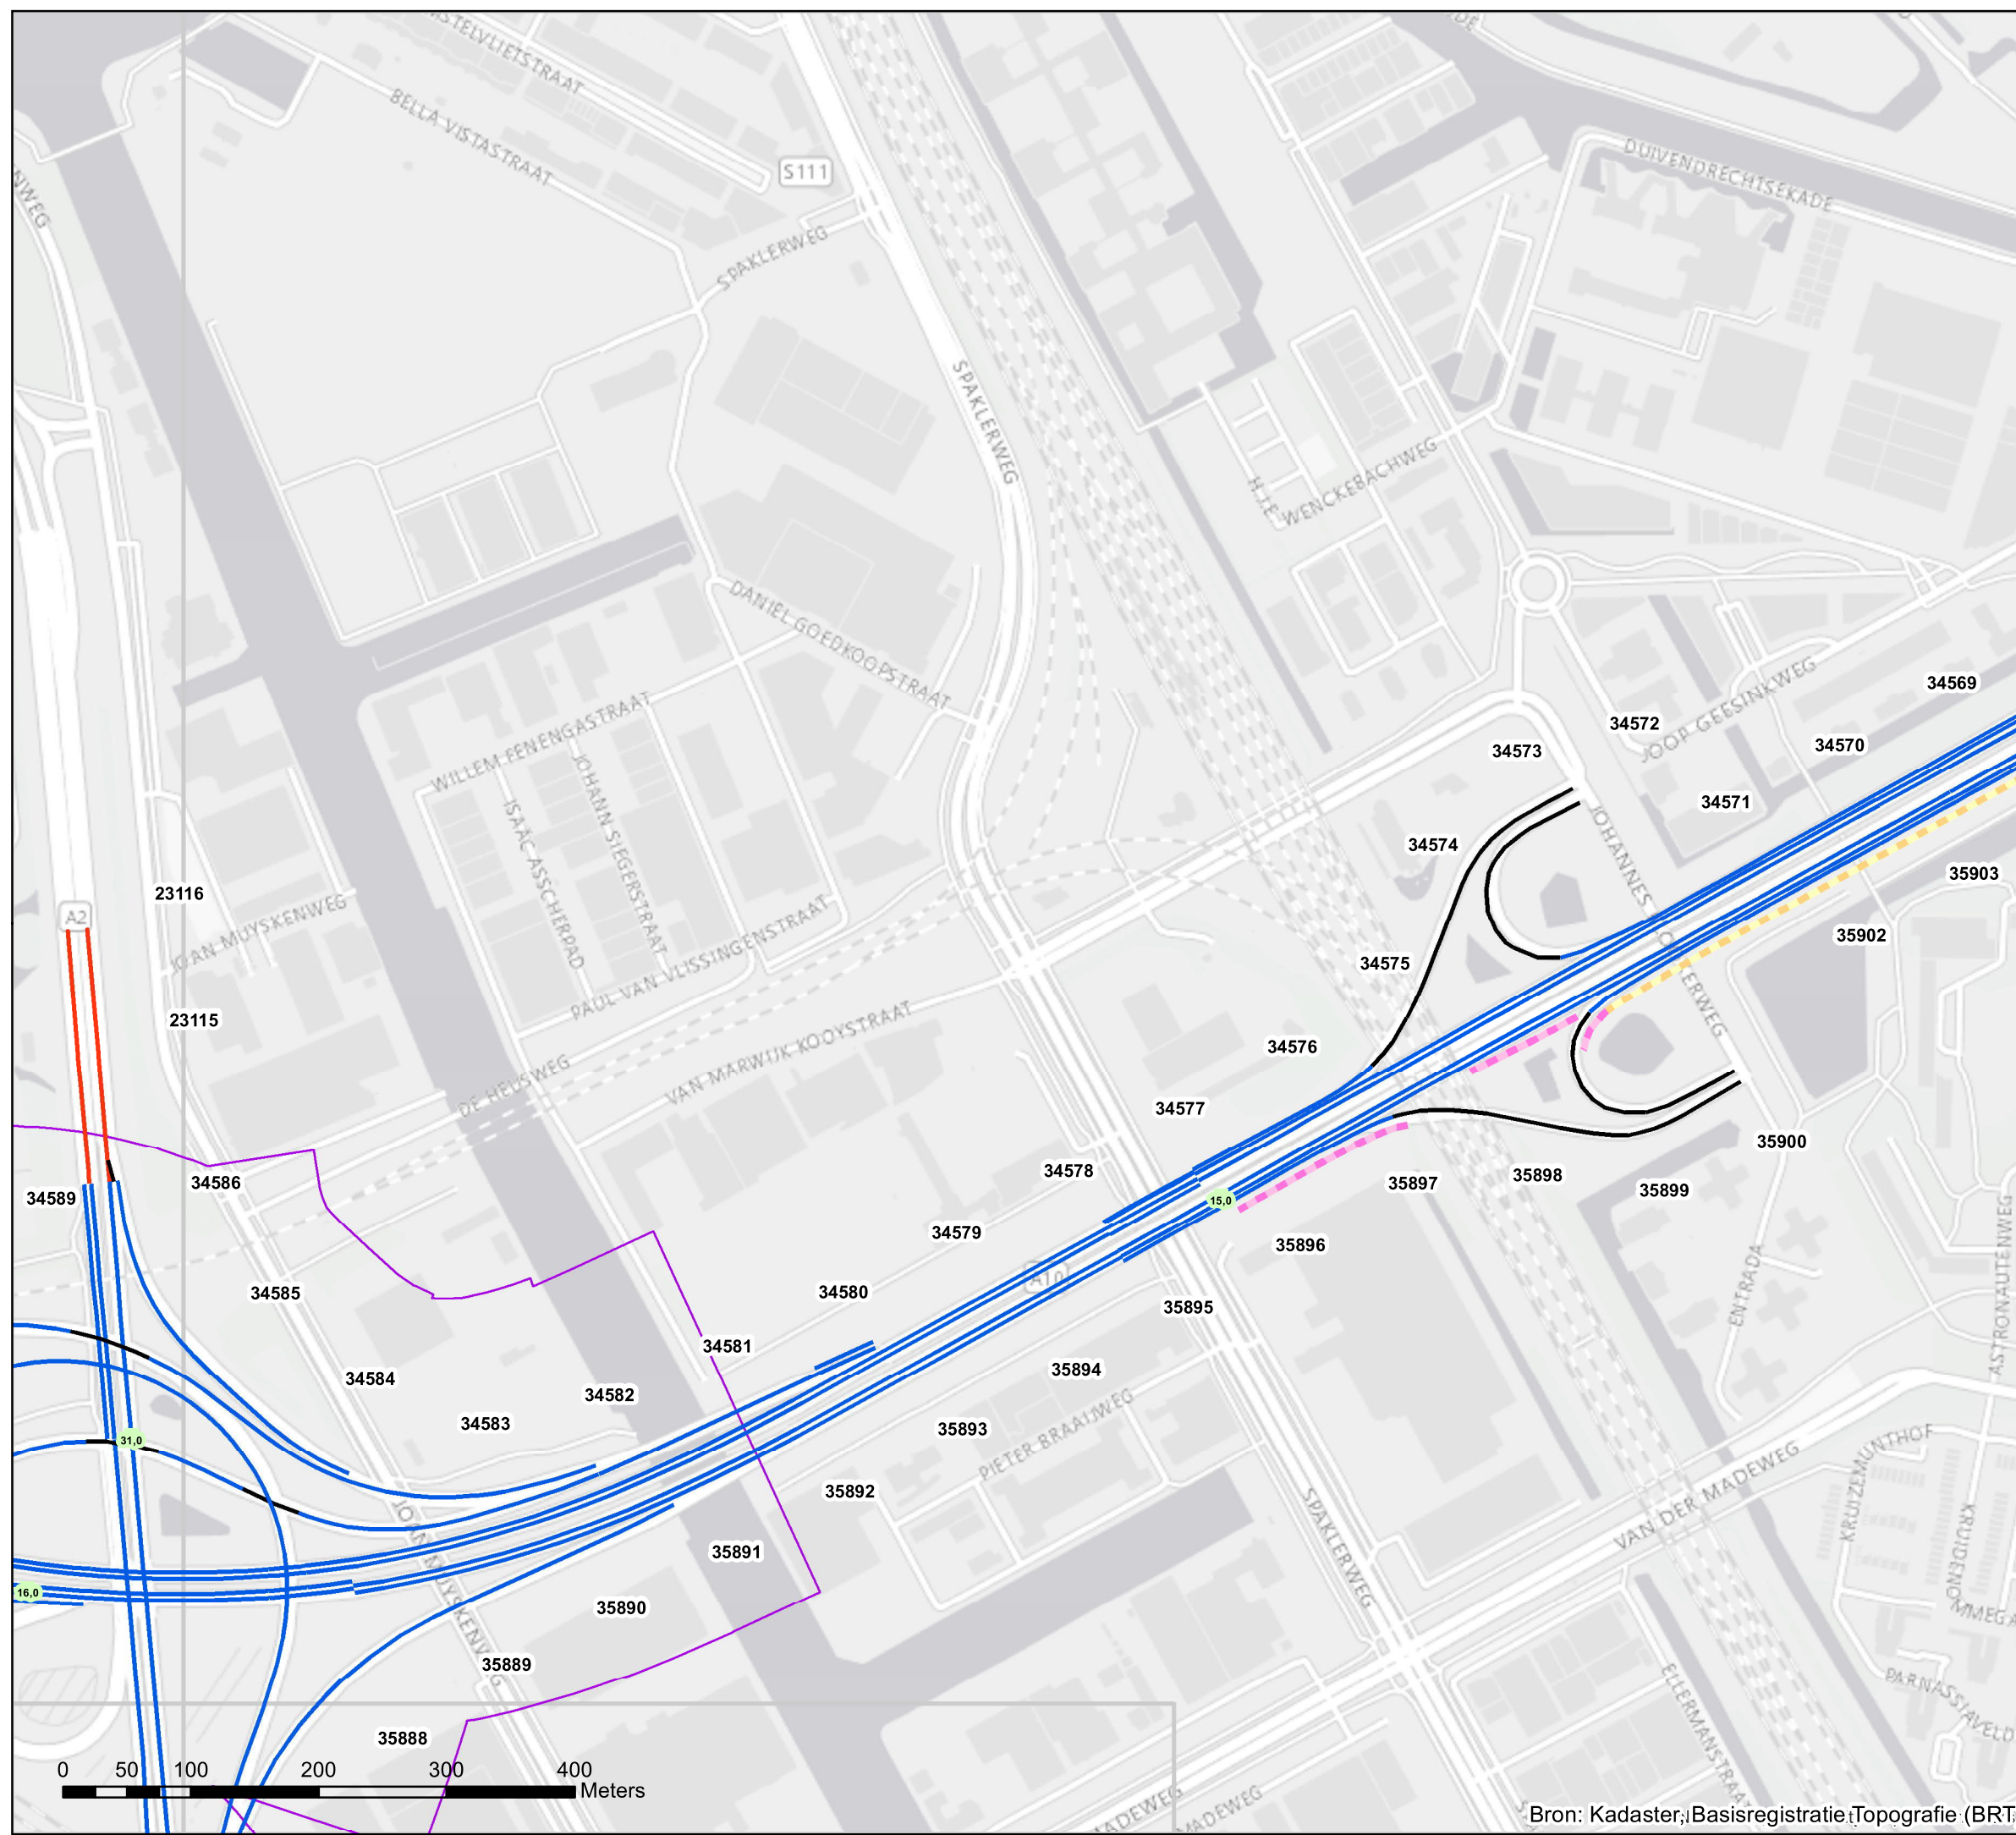 BELLA VISTASTRAAT
S111
SPAKLERWEG
DUIVENDRECHTSEKADE
SPAKLERWEG
H.J.E. WENCKEBACHWEG
DANIEL GOEDKOOPSTRAAT
WILLEM FENENGASTRAAT
JOHANN SIEGERSTRAAT
ISAAC ASSCHERPAD
JOOP GEESINKWEG
34569
34572
34570
34573
34571
34574
35903
23116
A2
JOAN MUYSKENWEG
PAUL VAN VLISSINGENSTRAAT
35902
34575
23115
VAN MARWIJK KOOYSTRAAT
34576
DE HEUSWEG
34577
35900
34578
35898
34586
35897
35899
34589
15,0
34579
35896
A10
34585
34580
35895
ENTRADA
ASTRONAUTENWEG
34581
35894
34584
34582
34583
35893
PIETER BRAAIJWEG
31,0
35892
SPAKLERWEG
VAN DER MADEWEG
KRUIZEMUNTHOF
35891
16,0
35890
JOAN MUYSKENWEG
35889
35888
ELLERMANSTRAAT
0 50 100 200 300 400
Meters
MADEWEG
MADEWEG
Bron: Kadaster, Basisregistratie Topografie (BRT